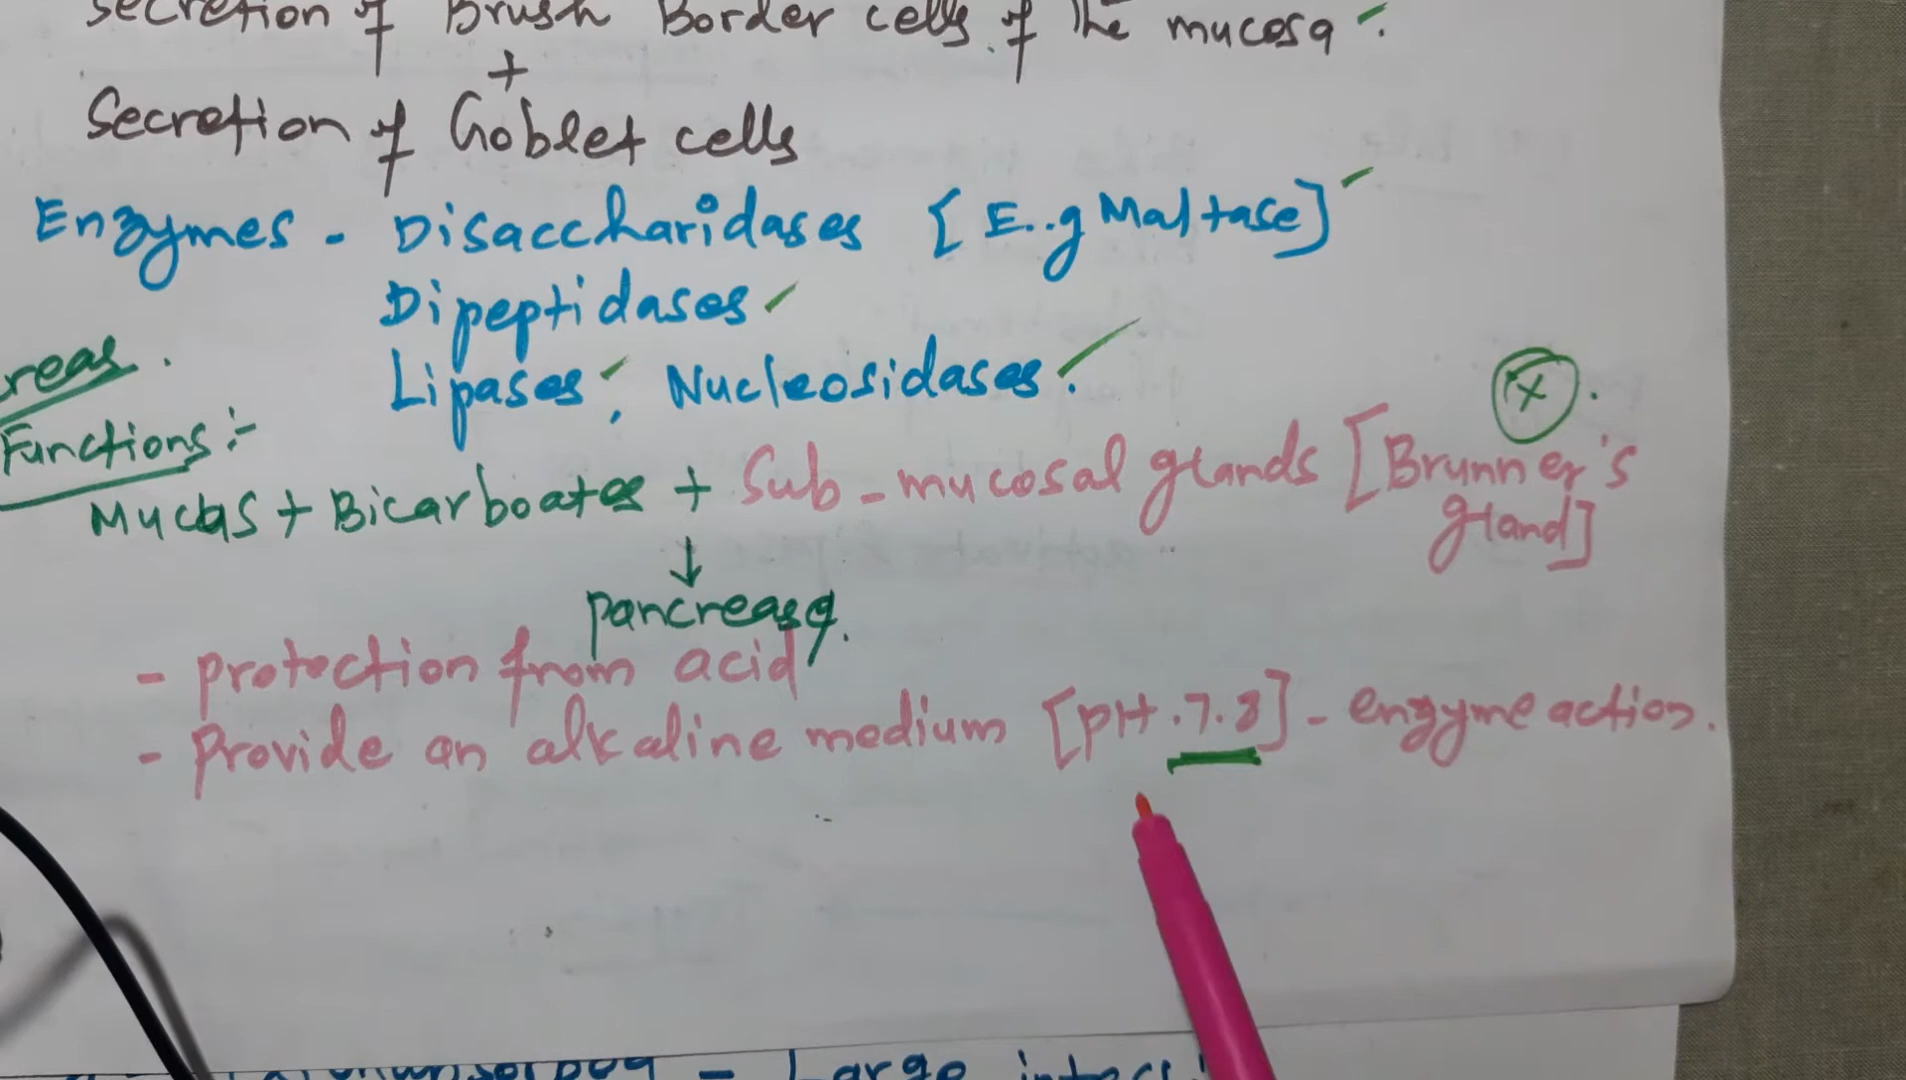 secretion of Brush Border cells of the mucosa
+
Secretion of Goblet cells
Enzymes - Disaccharidases [E.g Maltase]
Dipeptidases
Lipases, Nucleosidases.
reas.
Functions :-
Mucus + Bicarboates + Sub-mucosal glands [Brunner's gland]
↓
pancreas
- protection from acid
- Provide an alkaline medium [pH.7.8] - enzyme action.
Large